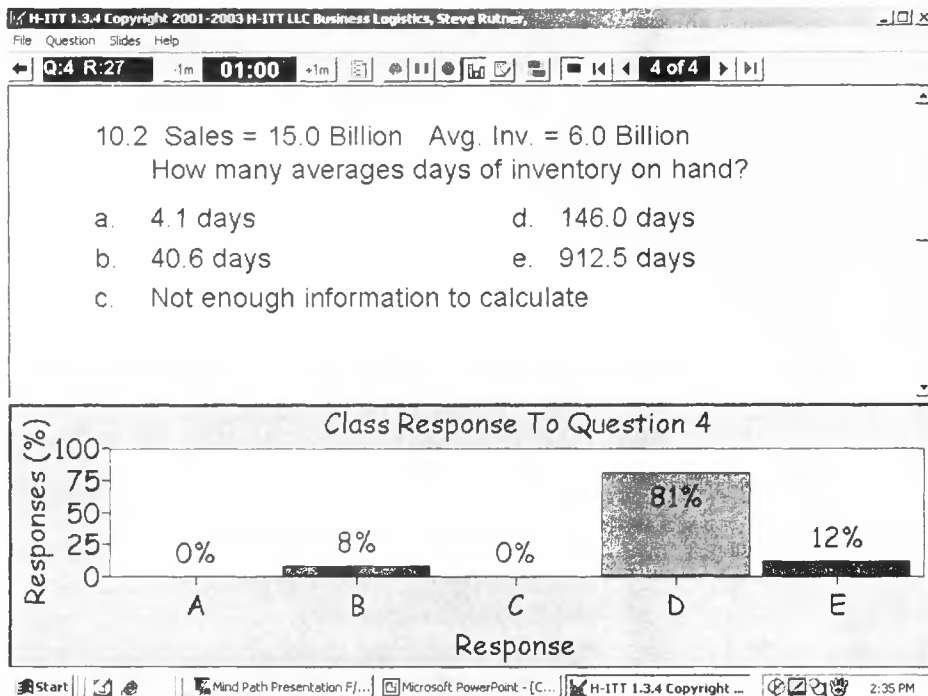 H-ITT 1.3.4 Copyright 2001-2003 H-ITT LLC Business Logistics, Steve Rutner,
File Question Slides Help
Q:4 R:27 -1m 01:00 +1m 4 of 4
10.2 Sales = 15.0 Billion Avg. Inv. = 6.0 Billion
How many averages days of inventory on hand?
a. 4.1 days d. 146.0 days
b. 40.6 days e. 912.5 days
c. Not enough information to calculate
Class Response To Question 4
Responses (%)
100
75
50
25
0
0% 8% 0% 81% 12%
A B C D E
Response
Start Mind Path Presentation F/... Microsoft PowerPoint - [C... H-ITT 1.3.4 Copyright ... 2:35 PM